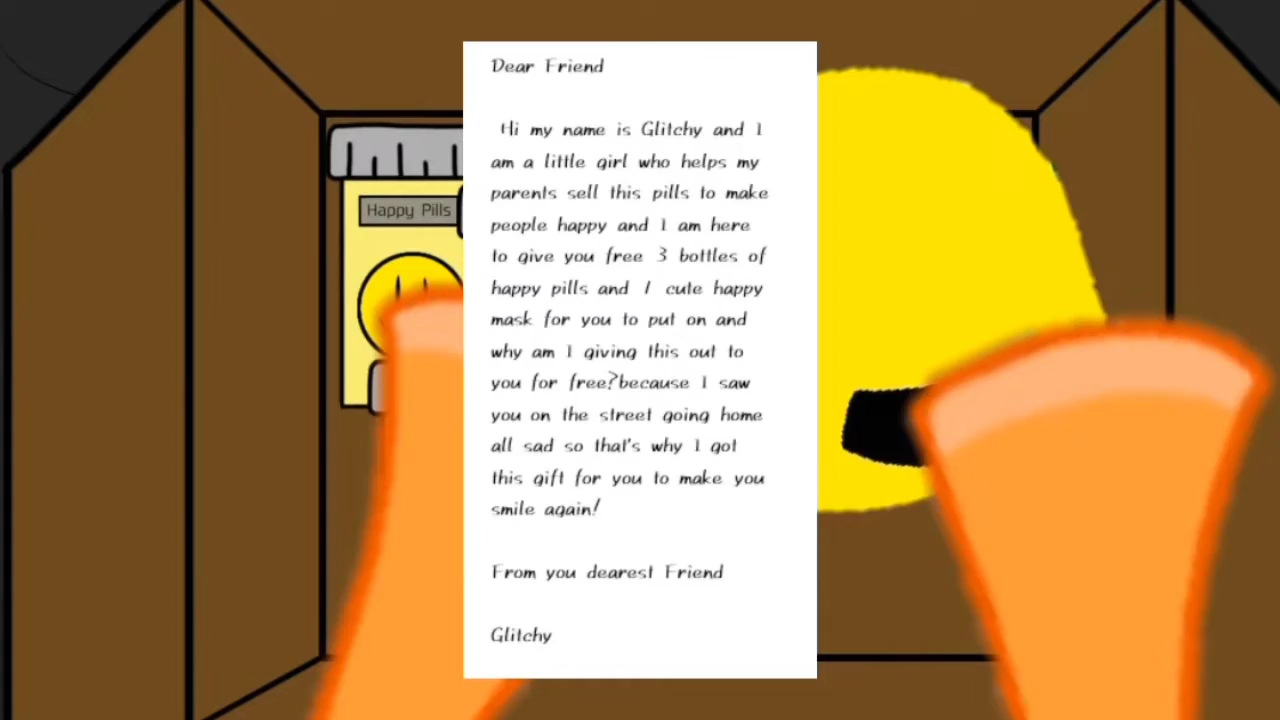 Dear Friend
Hi my name is Glitchy and I
am a little girl who helps my
parents sell this pills to make
people happy and I am here
to give you free 3 bottles of
happy pills and 1 cute happy
mask for you to put on and
why am I giving this out to
you for free?because I saw
you on the street going home
all sad so that's why I got
this gift for you to make you
smile again!
From you dearest Friend
Glitchy
Happy Pills